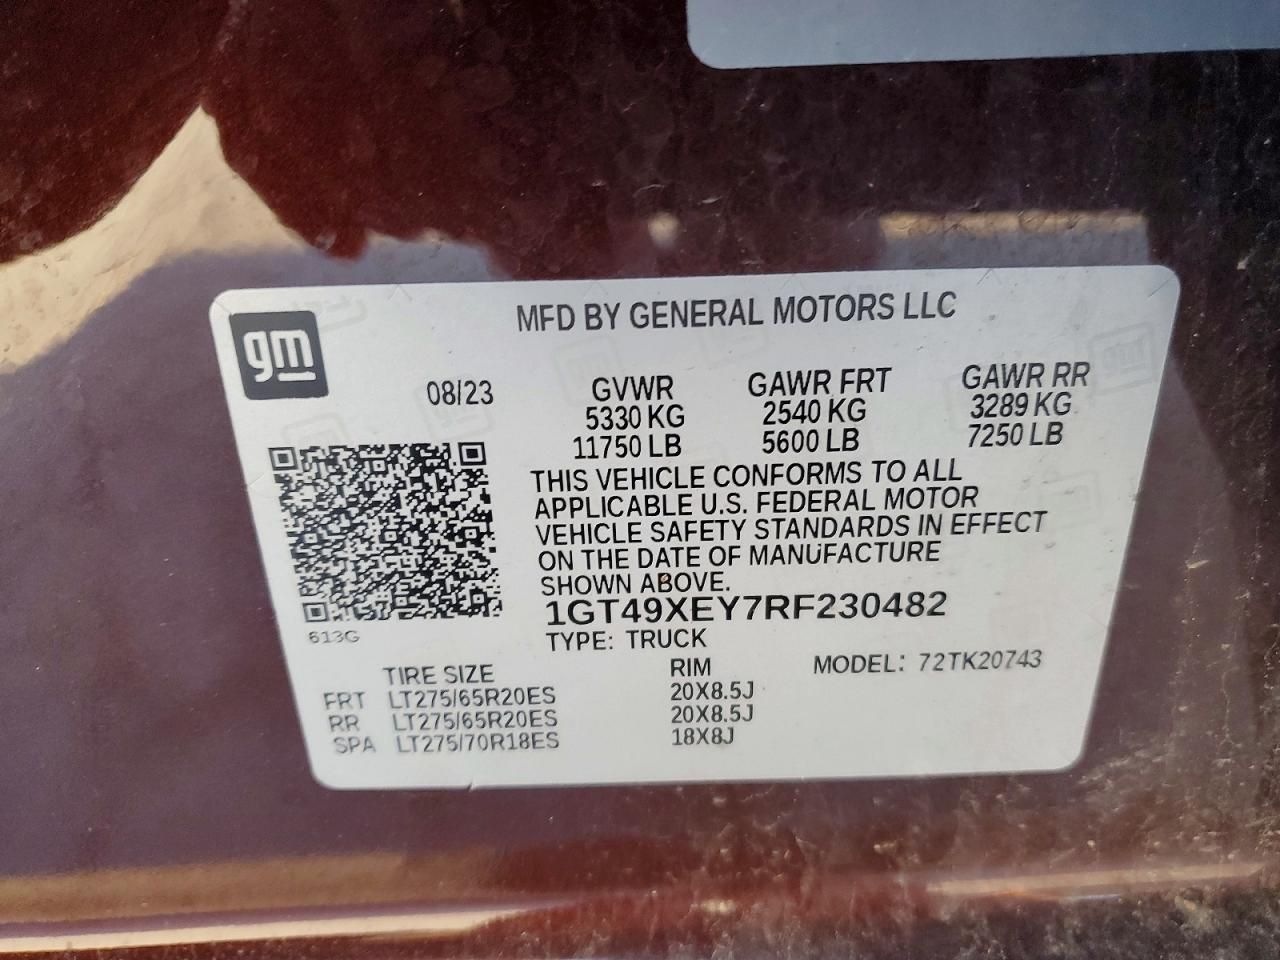 MFD BY GENERAL MOTORS LLC
gm
08/23 GVWR GAWR FRT GAWR RR
5330 KG 2540 KG 3289 KG
11750 LB 5600 LB 7250 LB
THIS VEHICLE CONFORMS TO ALL
APPLICABLE U.S. FEDERAL MOTOR
VEHICLE SAFETY STANDARDS IN EFFECT
ON THE DATE OF MANUFACTURE
SHOWN ABOVE.
1GT49XEY7RF230482
613G
TYPE: TRUCK
TIRE SIZE RIM MODEL: 72TK20743
FRT LT275/65R20ES 20X8.5J
RR LT275/65R20ES 20X8.5J
SPA LT275/70R18ES 18X8J